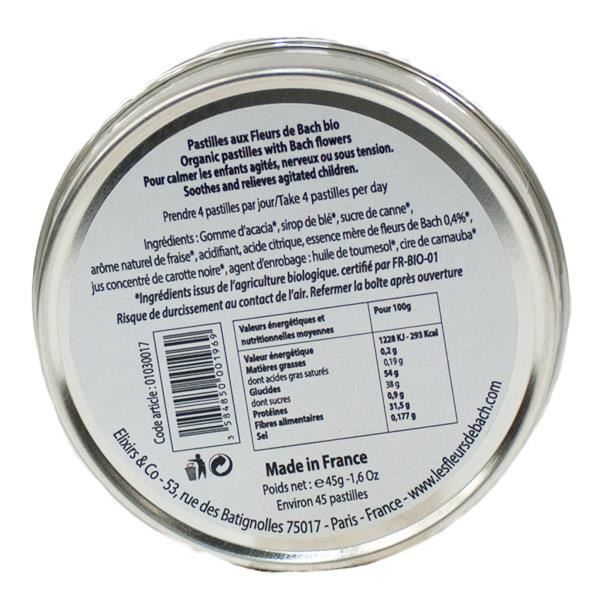 Pastilles aux Fleurs de Bach bio
Organic pastilles with Bach flowers
Pour calmer les enfants agités, nerveux ou sous tension.
Soothes and relieves agitated children.
Prendre 4 pastilles par jour/Take 4 pastilles per day
Ingrédients : Gomme d'acacia*, sirop de blé*, sucre de canne*,
arôme naturel de fraise*, acidifiant, acide citrique, essence mère de fleurs de Bach 0,4%*,
jus concentré de carotte noire*, agent d'enrobage : huile de tournesol*, cire de carnauba*
*Ingrédients issus de l'agriculture biologique. certifié par FR-BIO-01
Risque de durcissement au contact de l'air. Refermer la boîte après ouverture
Code article : 01030017
3 584850 001969
Valeurs énergétiques et nutritionnelles moyennes Pour 100g
Valeur énergétique 1228 KJ - 293 Kcal
Matières grasses 0,2 g
dont acides gras saturés 0,19 g
Glucides 54 g
dont sucres 38 g
Protéines 0,9 g
Fibres alimentaires 31,5 g
Sel 0,177 g
Made in France
Poids net : e 45g -1,6 Oz
Environ 45 pastilles
Elixirs & Co - 53, rue des Batignolles 75017 - Paris - France - www.lesfleursdebach.com